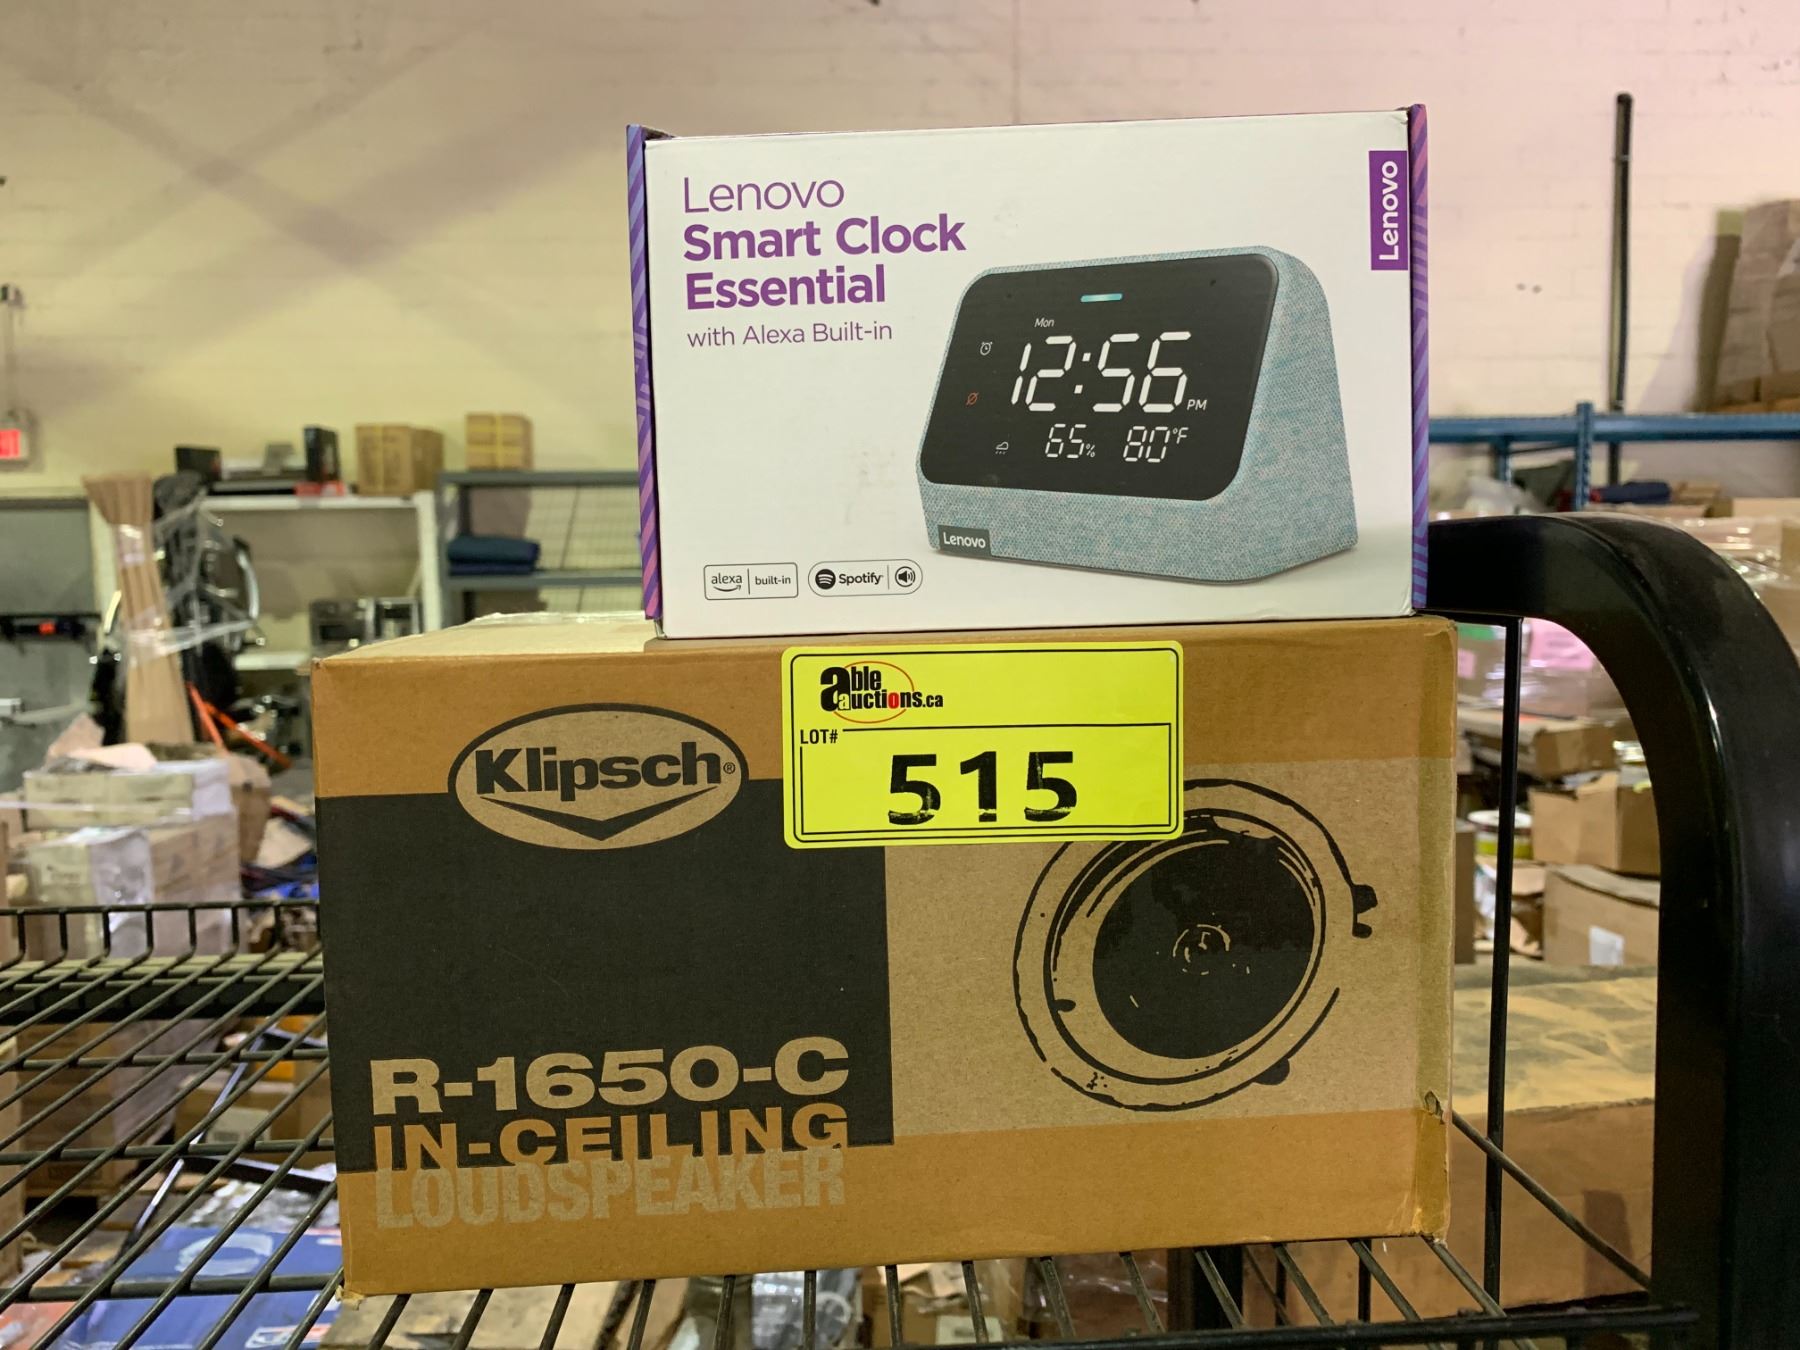 Lenovo
Smart Clock
Essential
with Alexa Built-in
Lenovo
Mon
12:56 PM
65% 80°F
Lenovo
alexa built-in Spotify
able auctions.ca
LOT#
515
Klipsch®
R-1650-C
IN-CEILING
LOUDSPEAKER